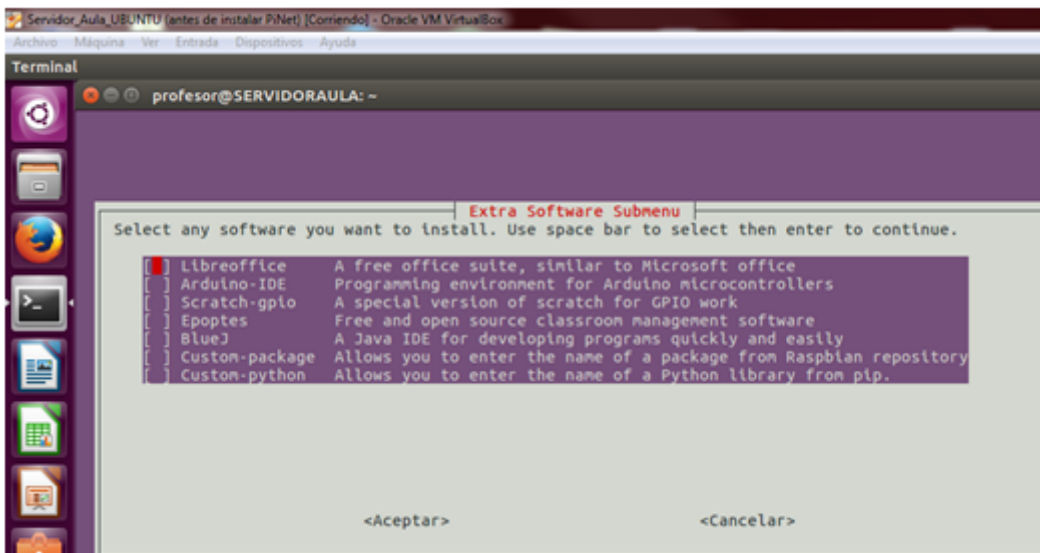 Servidor_Aula_UBUNTU (antes de instalar PiNet) [Corriendo] - Oracle VM VirtualBox
Archivo Máquina Ver Entrada Dispositivos Ayuda
Terminal
profesor@SERVIDORAULA: ~
Extra Software Submenu
Select any software you want to install. Use space bar to select then enter to continue.
[ ] Libreoffice A free office suite, similar to Microsoft office
[ ] Arduino-IDE Programming environment for Arduino microcontrollers
[ ] Scratch-gpio A special version of scratch for GPIO work
[ ] Epoptes Free and open source classroom management software
[ ] BlueJ A Java IDE for developing programs quickly and easily
[ ] Custom-package Allows you to enter the name of a package from Raspbian repository
[ ] Custom-python Allows you to enter the name of a Python library from pip.
<Aceptar> <Cancelar>